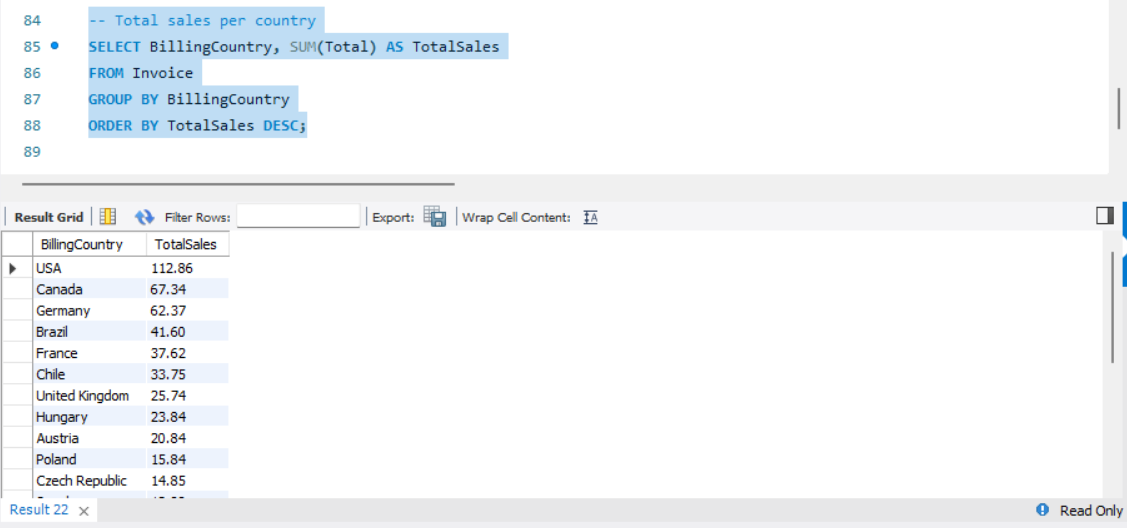 84 -- Total sales per country
85 SELECT BillingCountry, SUM(Total) AS TotalSales
86 FROM Invoice
87 GROUP BY BillingCountry
88 ORDER BY TotalSales DESC;
89
Result Grid Filter Rows: Export: Wrap Cell Content: IA
BillingCountry TotalSales
USA 112.86
Canada 67.34
Germany 62.37
Brazil 41.60
France 37.62
Chile 33.75
United Kingdom 25.74
Hungary 23.84
Austria 20.84
Poland 15.84
Czech Republic 14.85
Result 22 Read Only